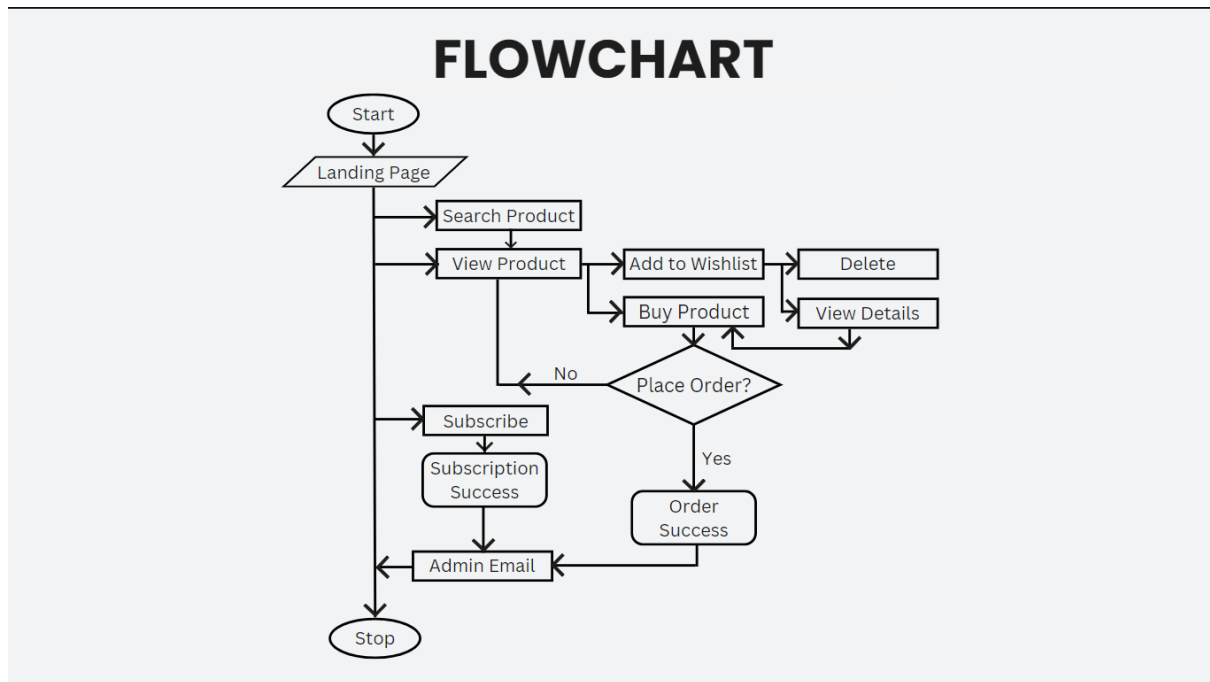 FLOWCHART
Start
Landing Page
Search Product
View Product
Add to Wishlist
Delete
Buy Product
View Details
No
Place Order?
Subscribe
Yes
Subscription
Success
Order
Success
Admin Email
Stop